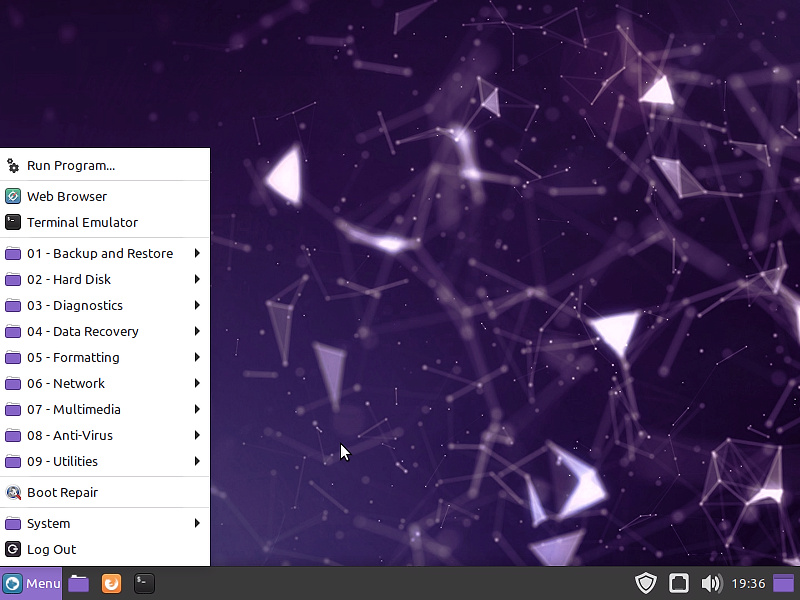 Run Program...
Web Browser
Terminal Emulator
01 - Backup and Restore
02 - Hard Disk
03 - Diagnostics
04 - Data Recovery
05 - Formatting
06 - Network
07 - Multimedia
08 - Anti-Virus
09 - Utilities
Boot Repair
System
Log Out
Menu 19:36